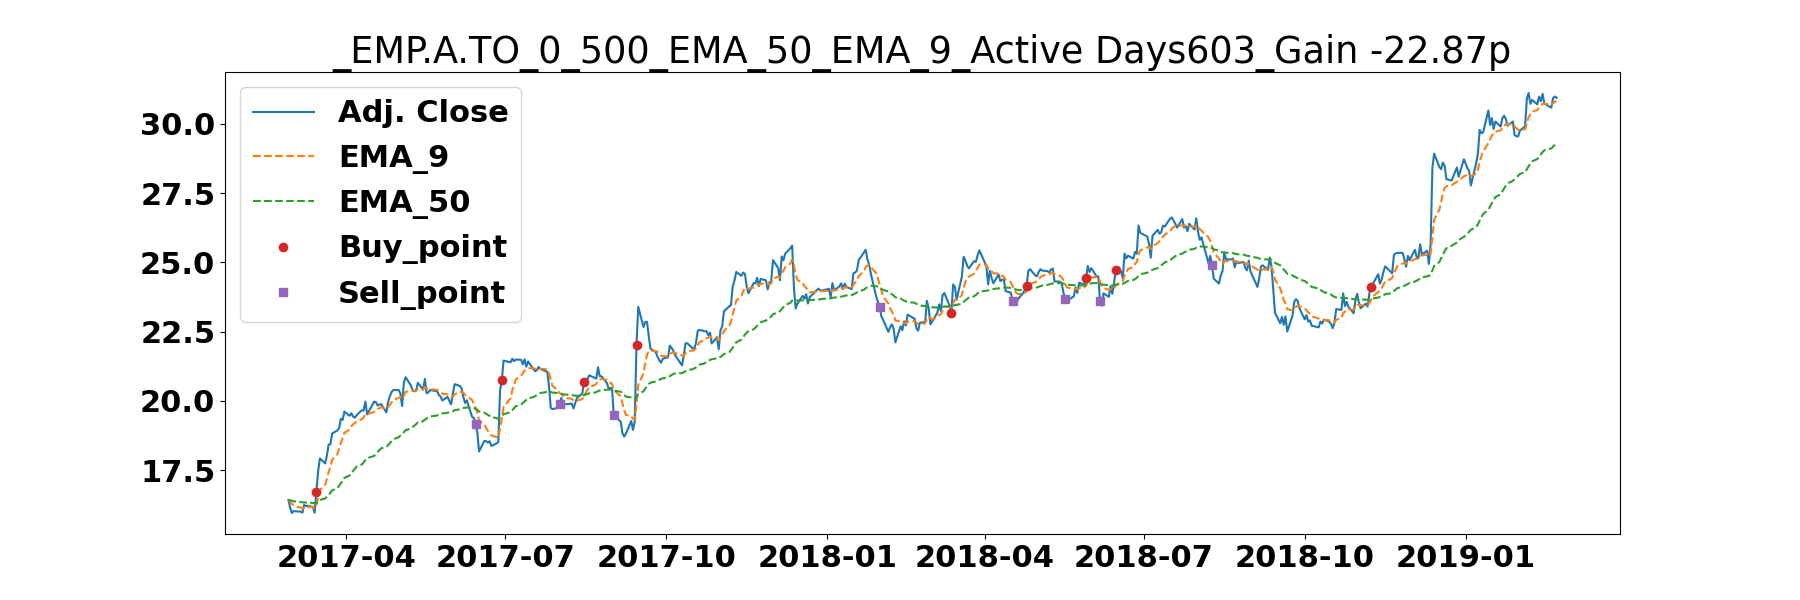 _EMP.A.TO_0_500_EMA_50_EMA_9_Active Days603_Gain -22.87p
Adj. Close
EMA_9
EMA_50
Buy_point
Sell_point
30.0
27.5
25.0
22.5
20.0
17.5
2017-04 2017-07 2017-10 2018-01 2018-04 2018-07 2018-10 2019-01